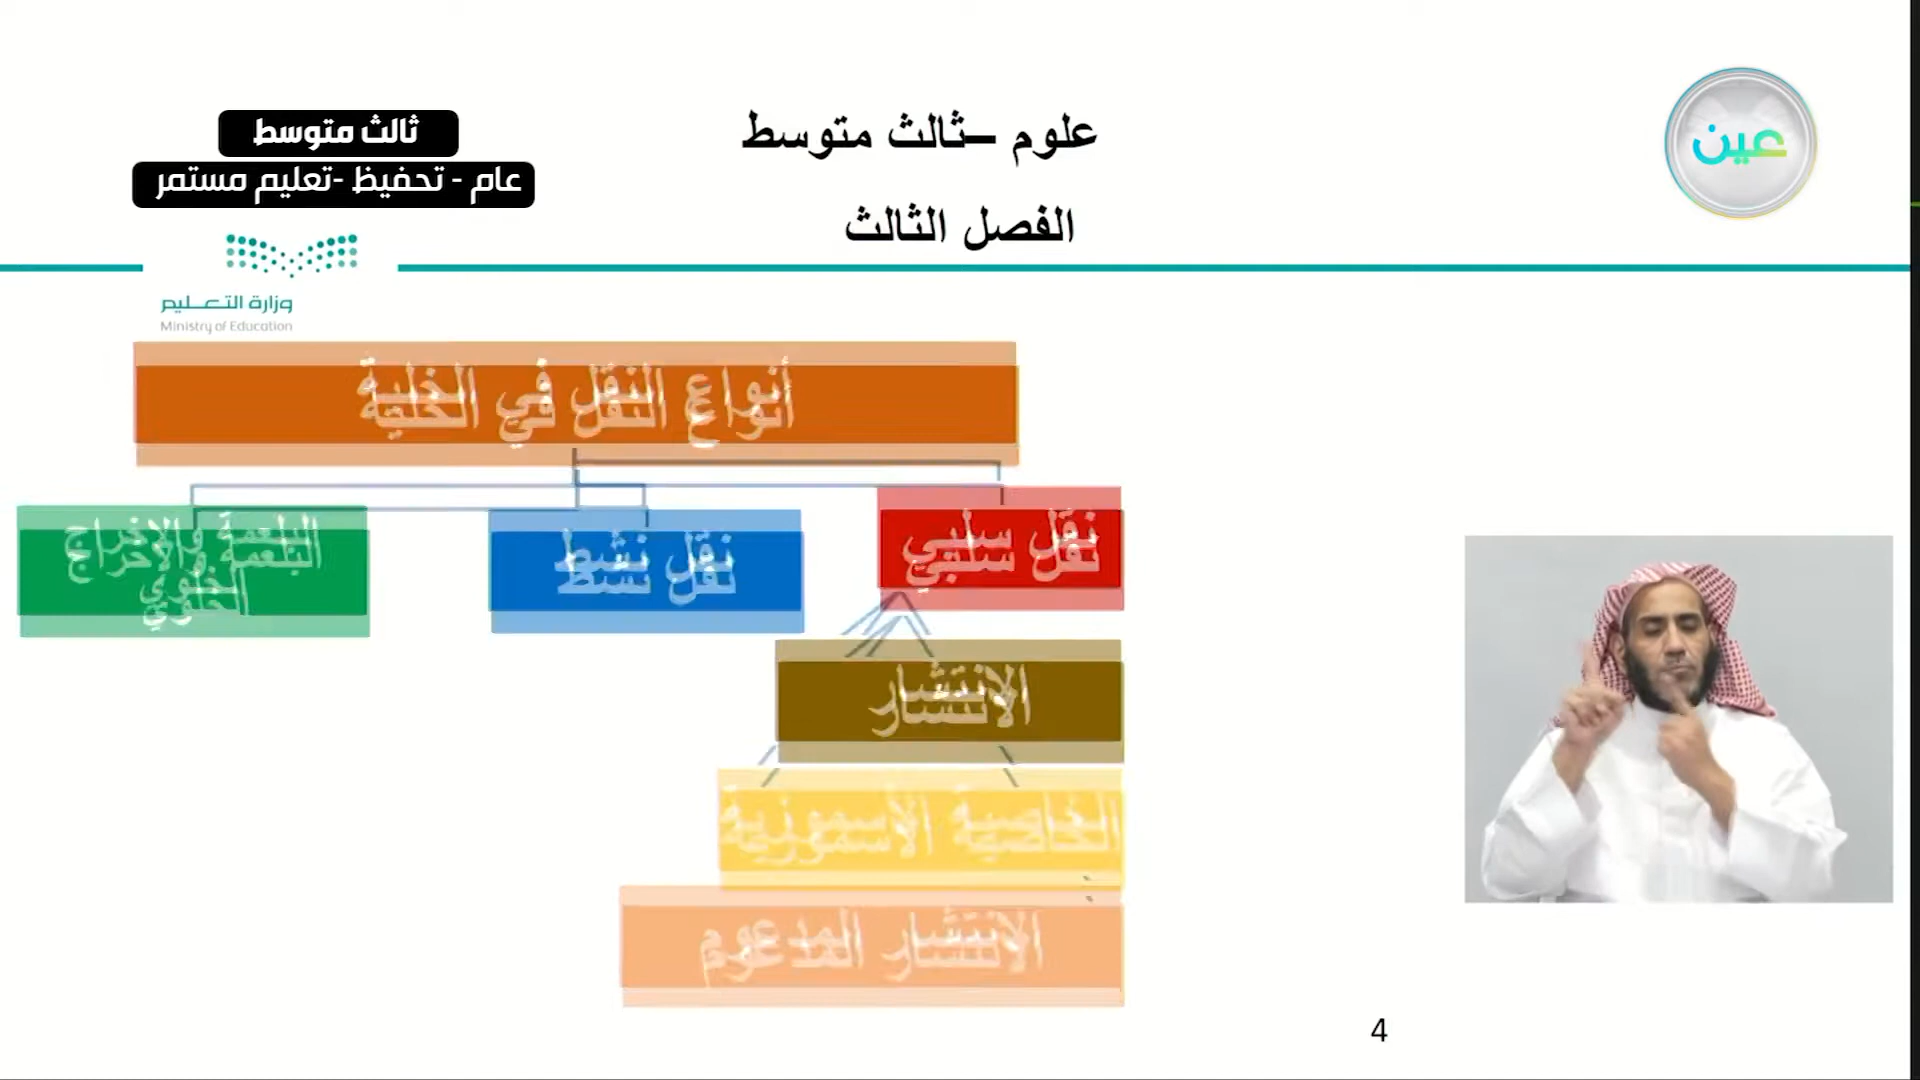 علوم –ثالث متوسط
الفصل الثالث
عين
ثالث متوسط
عام - تحفيظ -تعليم مستمر
وزارة التعليم
Ministry of Education
أنواع النقل في الخلية
نقل سلبي
نقل نشط
البلعمة والاخراج
الخلوي
الانتشار
الخاصية الأسموزية
الانتشار المدعوم
4